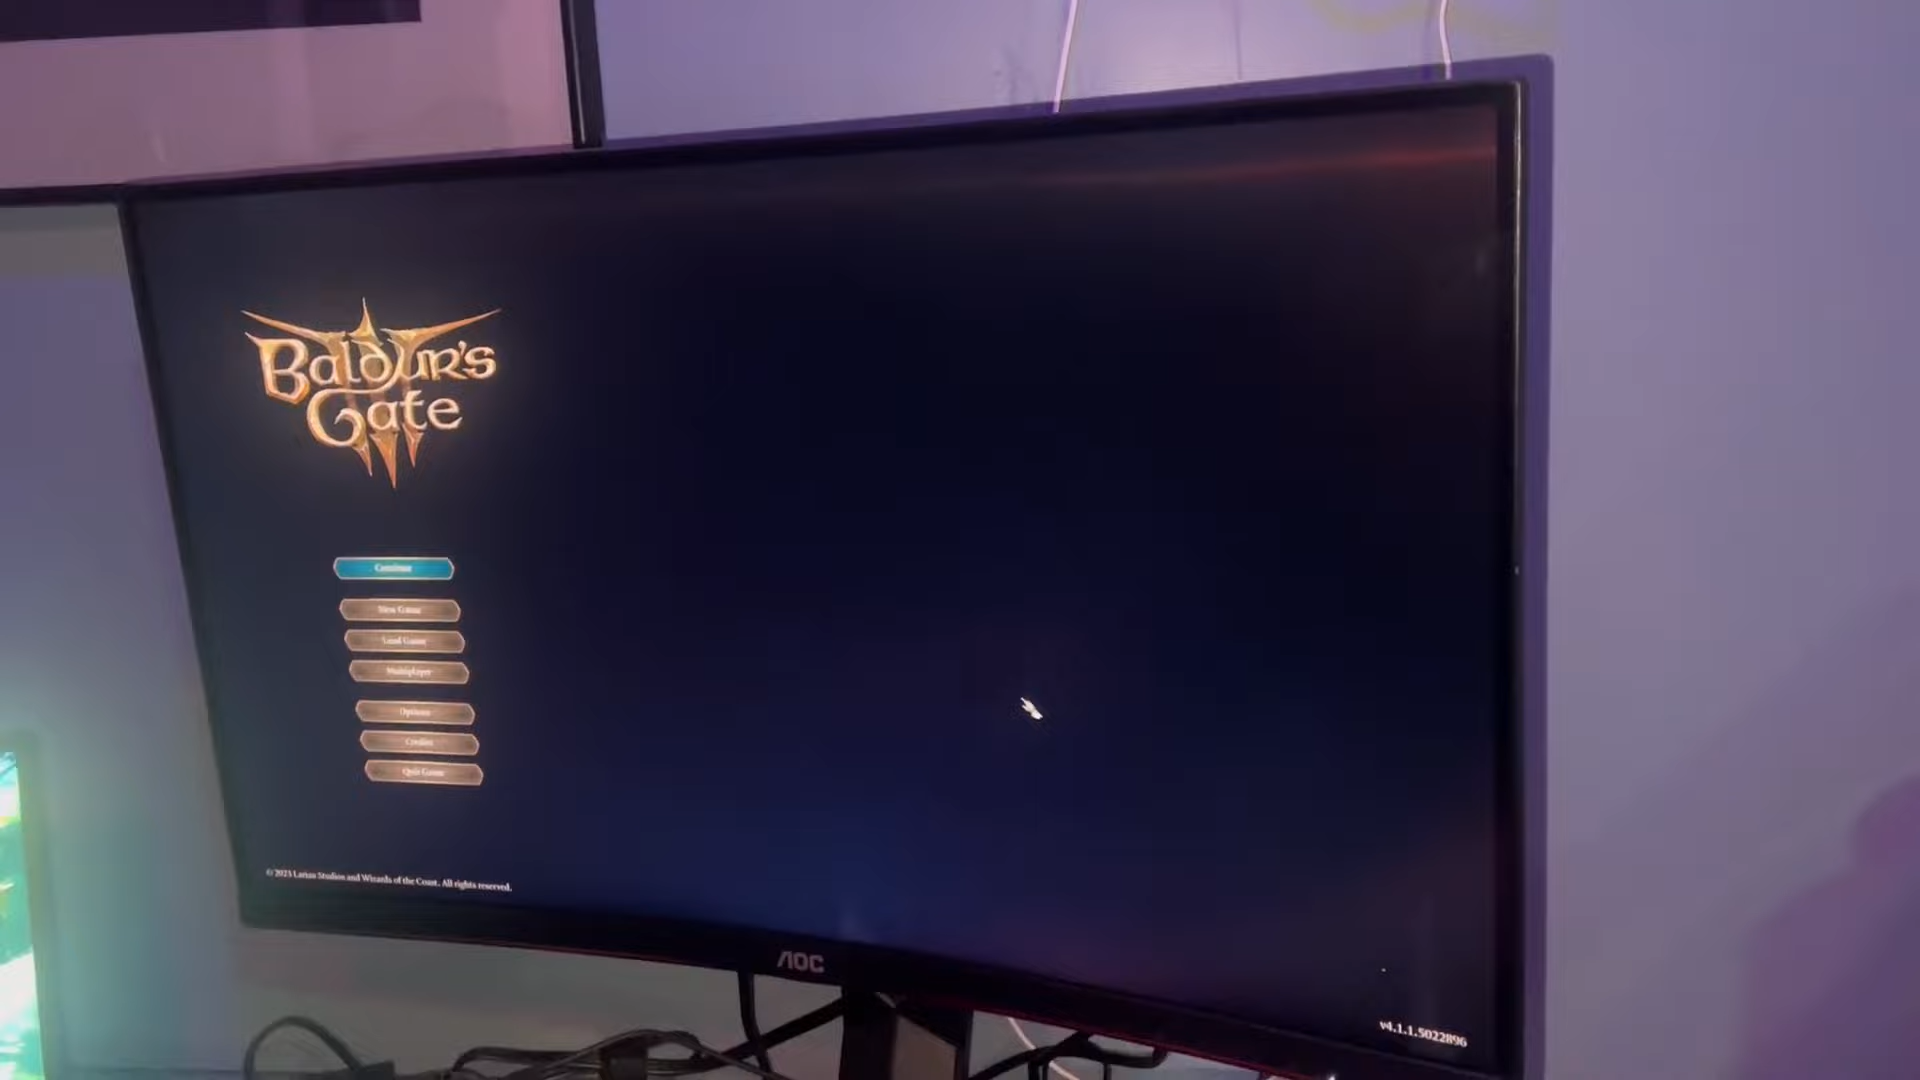 Baldur's
Gate
Continue
New Game
Load Game
Multiplayer
Options
Credits
Quit Game
© 2023 Larian Studios and Wizards of the Coast. All rights reserved.
AOC
v4.1.1.5022896